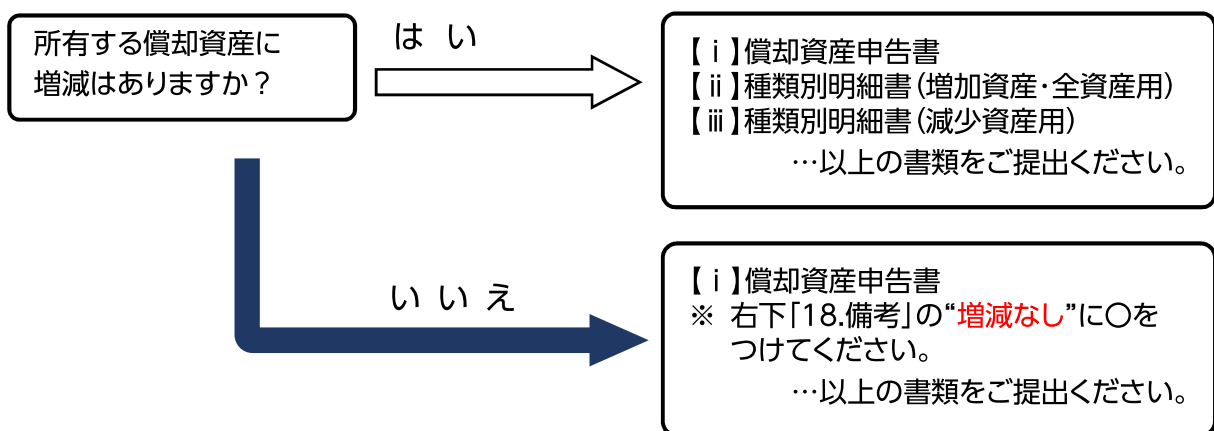 所有する償却資産に
増減はありますか？
は い
【ⅰ】償却資産申告書
【ⅱ】種類別明細書（増加資産・全資産用）
【ⅲ】種類別明細書（減少資産用）
…以上の書類をご提出ください。
い い え
【ⅰ】償却資産申告書
※ 右下「18.備考」の“増減なし”に〇を
つけてください。
…以上の書類をご提出ください。